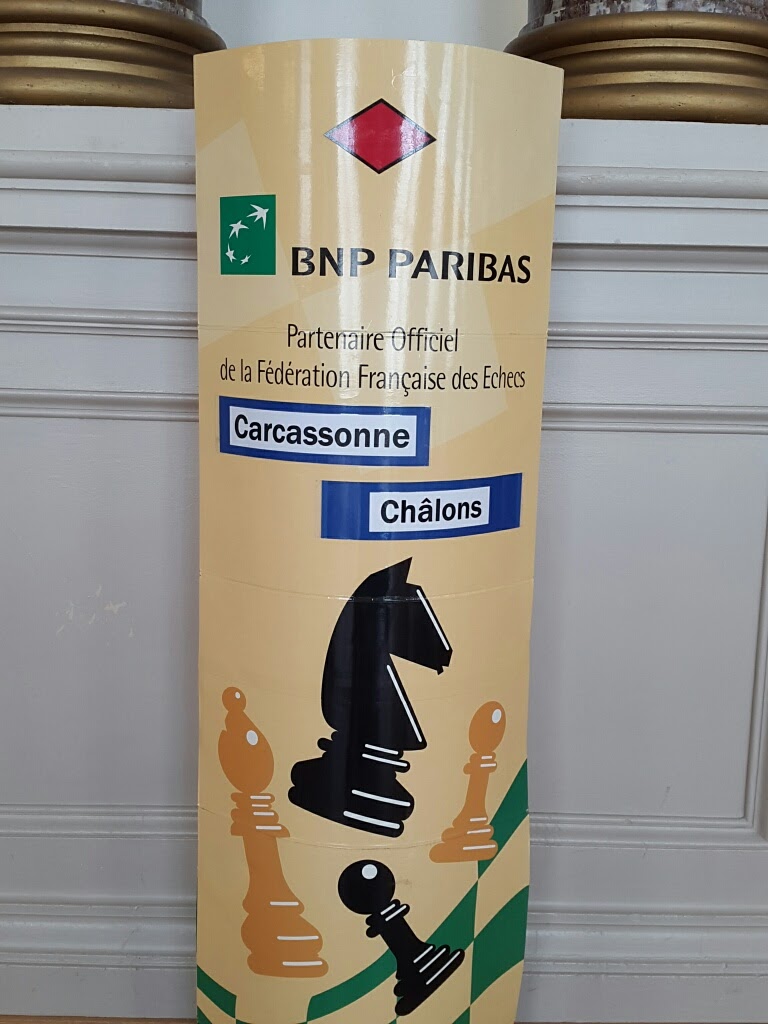 BNP PARIBAS
Partenaire Officiel
de la Fédération Française des Echecs
Carcassonne
Châlons